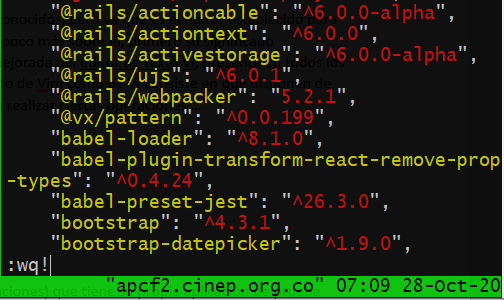 "@rails/actioncable": "^6.0.0-alpha",
"@rails/actiontext": "^6.0.0",
"@rails/activestorage": "^6.0.0-alpha",
"@rails/ujs": "^6.0.1",
"@rails/webpacker": "5.2.1",
"@vx/pattern": "^0.0.199",
"babel-loader": "^8.1.0",
"babel-plugin-transform-react-remove-prop
-types": "^0.4.24",
"babel-preset-jest": "^26.3.0",
"bootstrap": "^4.3.1",
"bootstrap-datepicker": "^1.9.0",
:wq!
"apcf2.cinep.org.co" 07:09 28-Oct-20